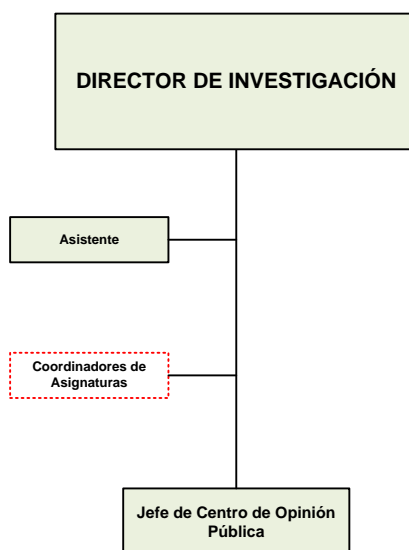 DIRECTOR DE INVESTIGACIÓN
Asistente
Coordinadores de
Asignaturas
Jefe de Centro de Opinión
Pública